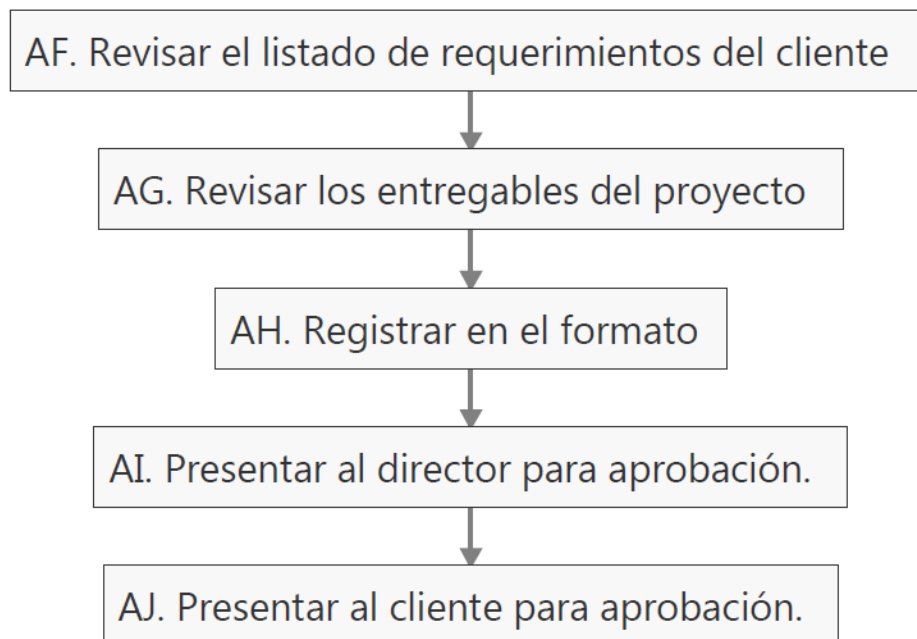 AF. Revisar el listado de requerimientos del cliente
AG. Revisar los entregables del proyecto
AH. Registrar en el formato
AI. Presentar al director para aprobación.
AJ. Presentar al cliente para aprobación.